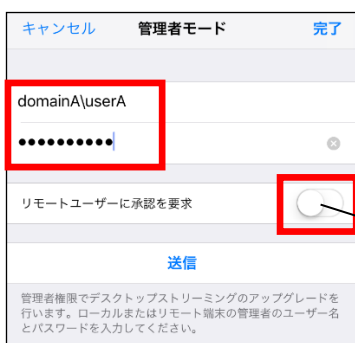 キャンセル 管理者モード 完了
domainA\userA
●●●●●●●●●●
リモートユーザーに承認を要求
送信
管理者権限でデスクトップストリーミングのアップグレードを
行います。ローカルまたはリモート端末の管理者のユーザー名
とパスワードを入力してください。